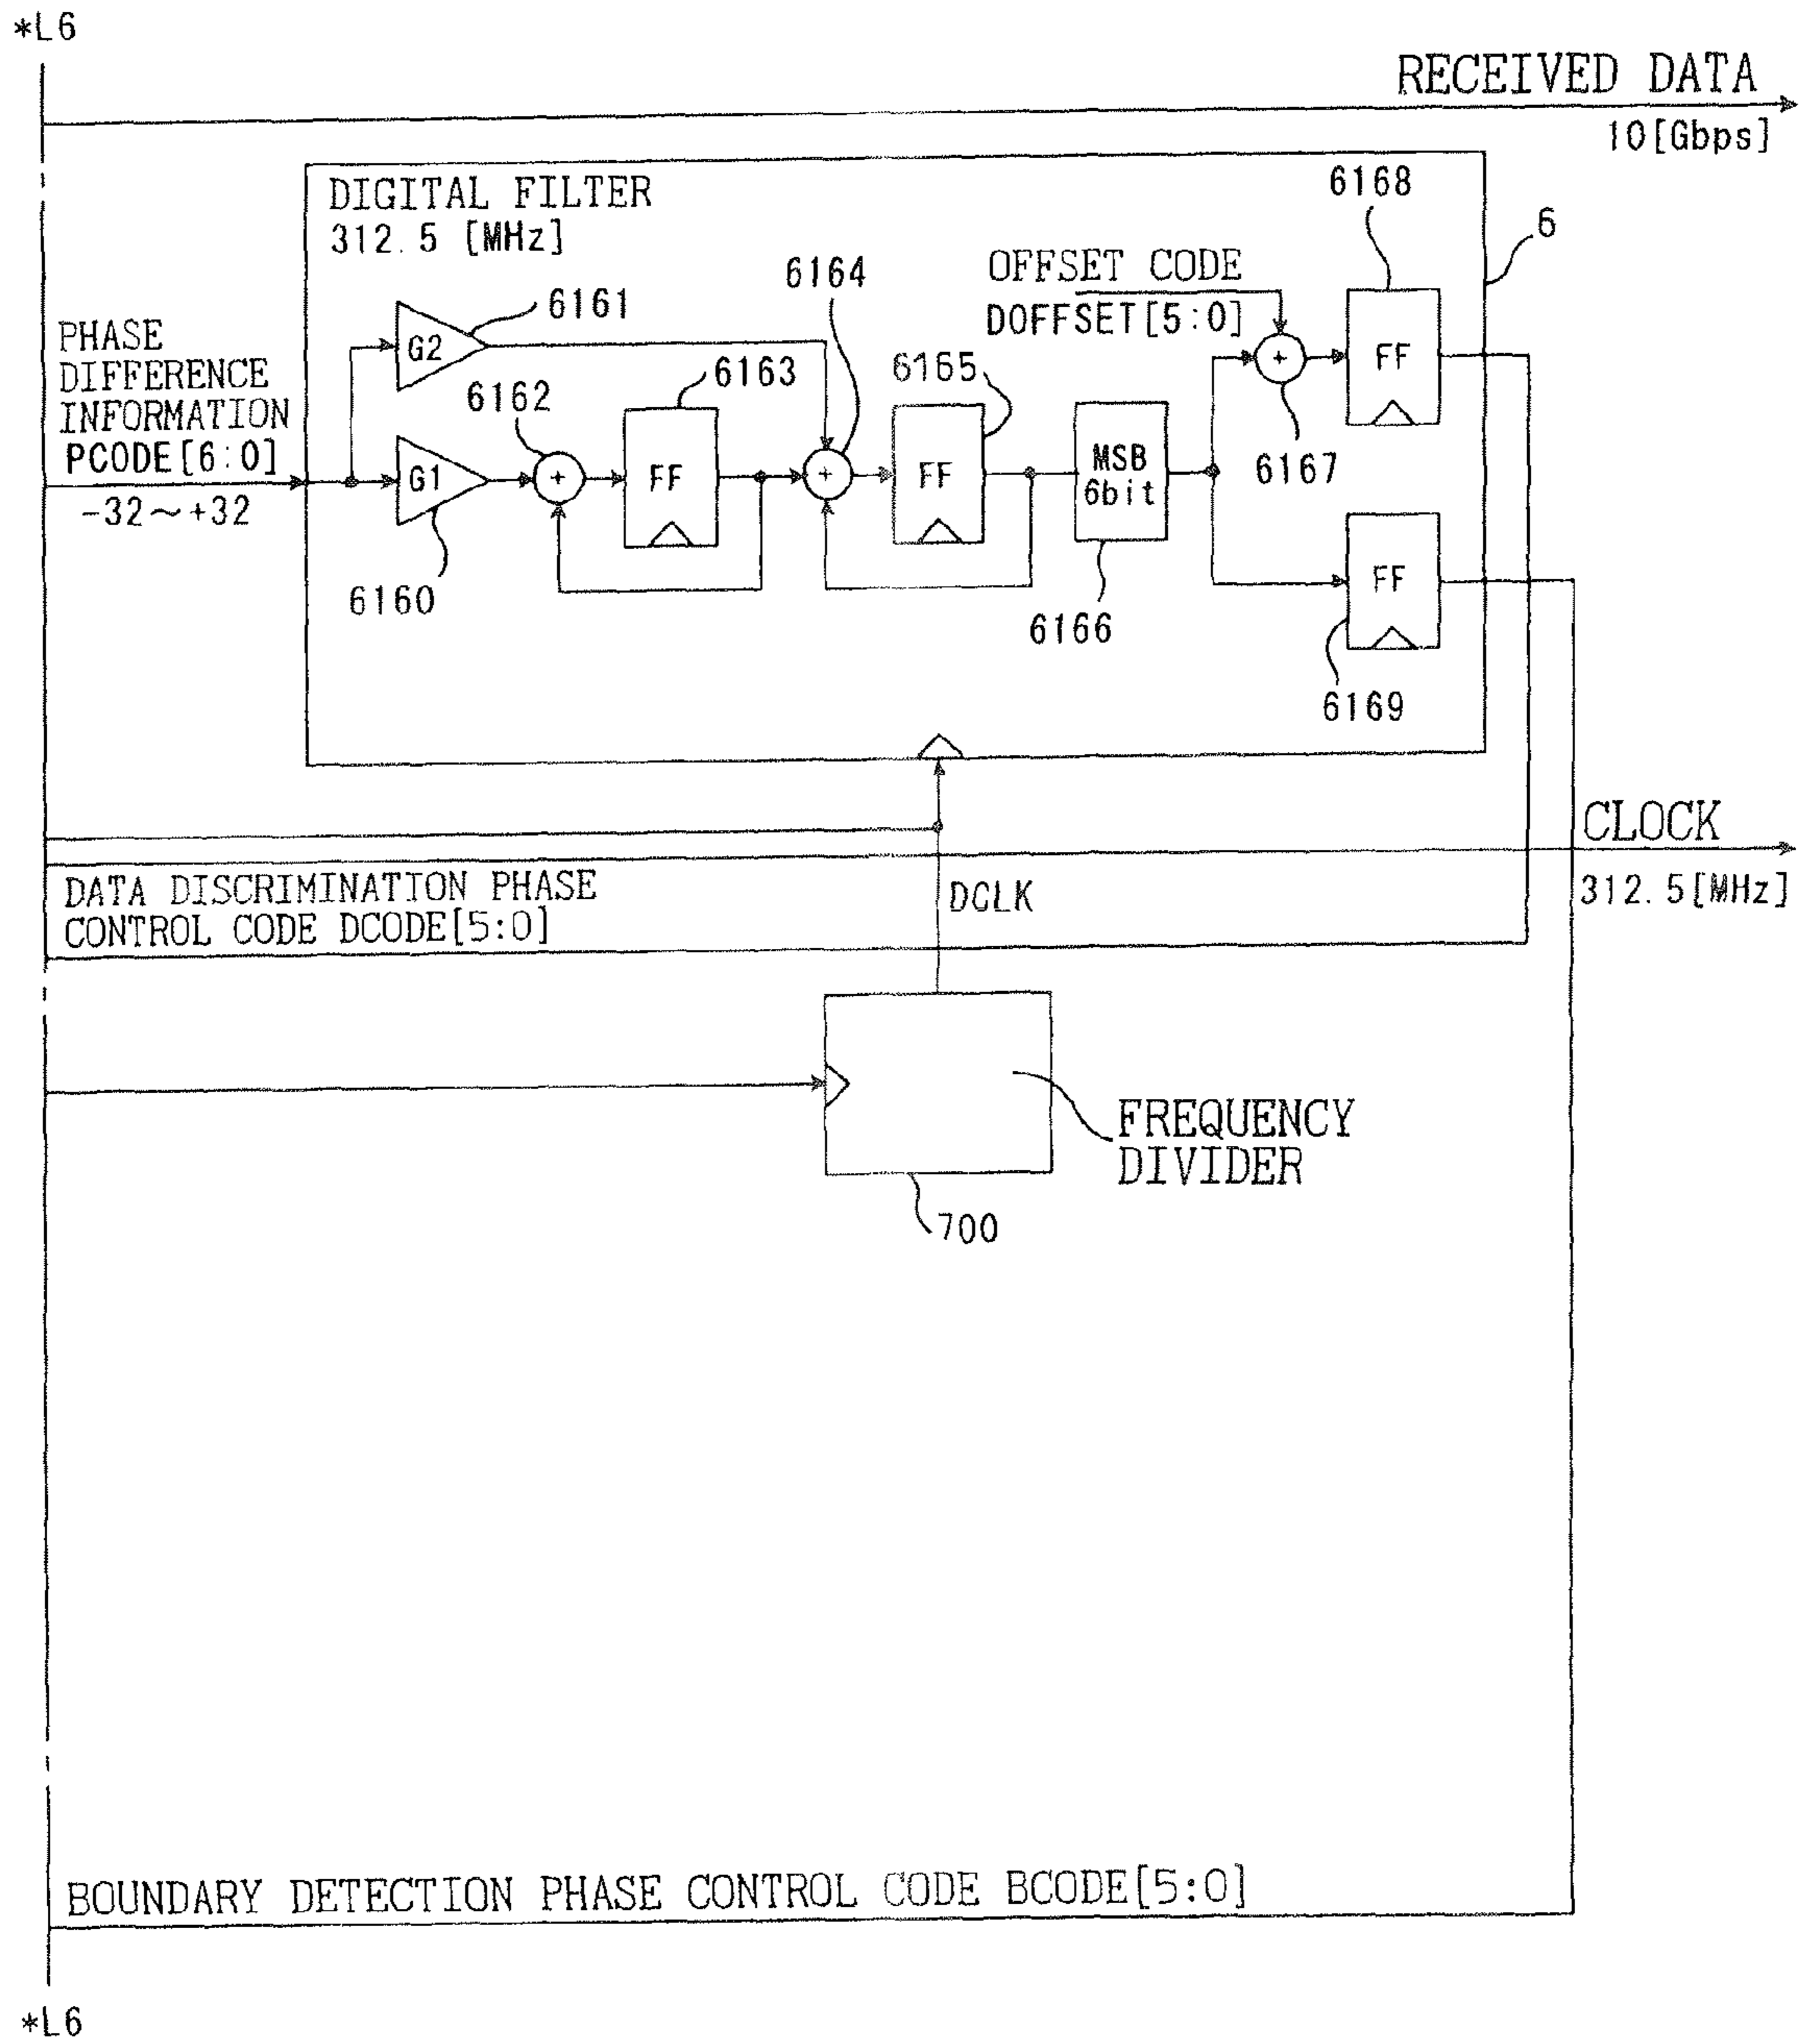 *L6
RECEIVED DATA
10[Gbps]
DIGITAL FILTER
312.5 [MHz]
6168
6
6164
OFFSET CODE
DOFFSET[5:0]
6161
G2
PHASE
DIFFERENCE
INFORMATION
PCODE[6:0]
-32~+32
6162
6163
6165
+
FF
G1
+
FF
+
FF
MSB
6bit
6167
FF
6160
6166
6169
CLOCK
312.5[MHz]
DATA DISCRIMINATION PHASE
CONTROL CODE DCODE[5:0]
DCLK
FREQUENCY
DIVIDER
700
BOUNDARY DETECTION PHASE CONTROL CODE BCODE[5:0]
*L6